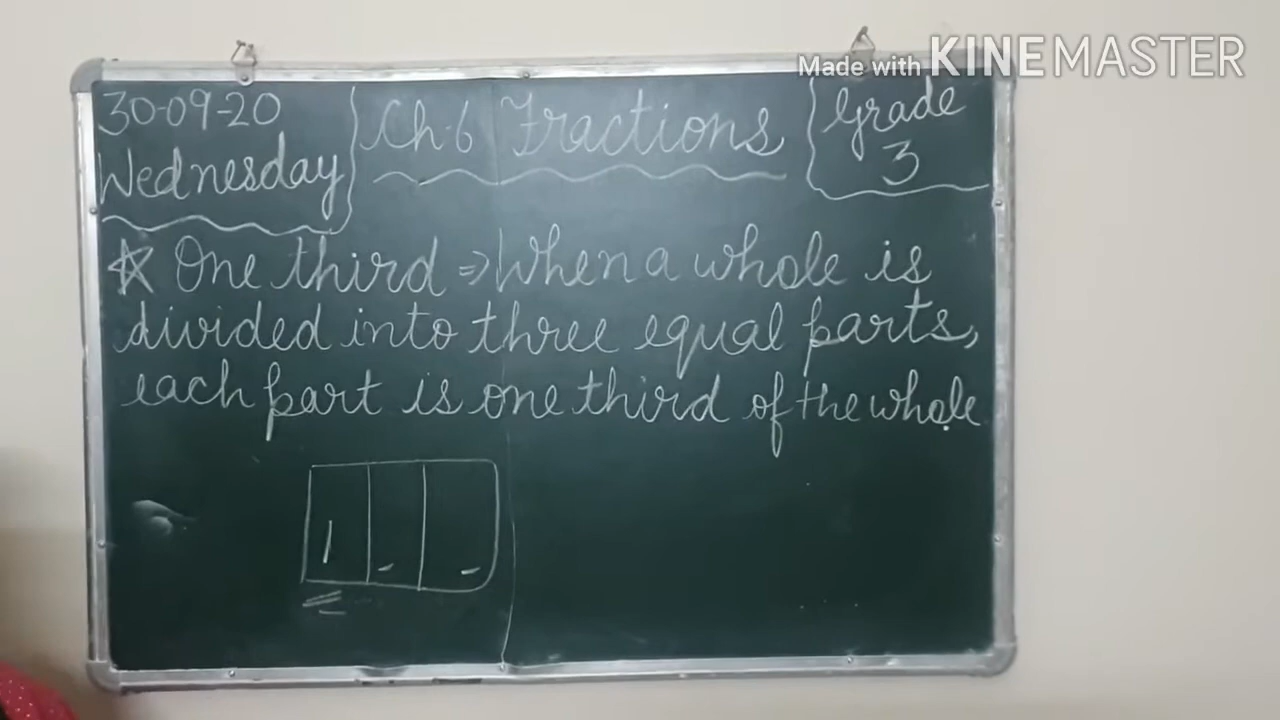 Made with KINEMASTER
30-09-20
Wednesday
Ch-6 Fractions
Grade
3
☆ One third ⇒ When a whole is
divided into three equal parts,
each part is one third of the whole.
1